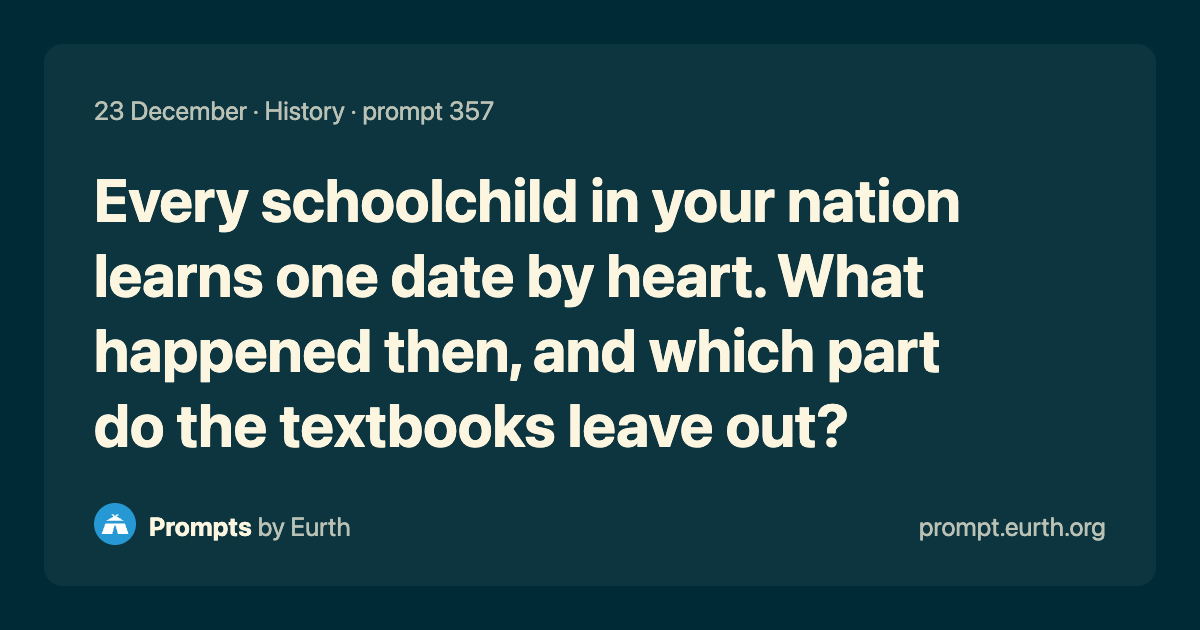 23 December · History · prompt 357
Every schoolchild in your nation
learns one date by heart. What
happened then, and which part
do the textbooks leave out?
Prompts by Eurth
prompt.eurth.org